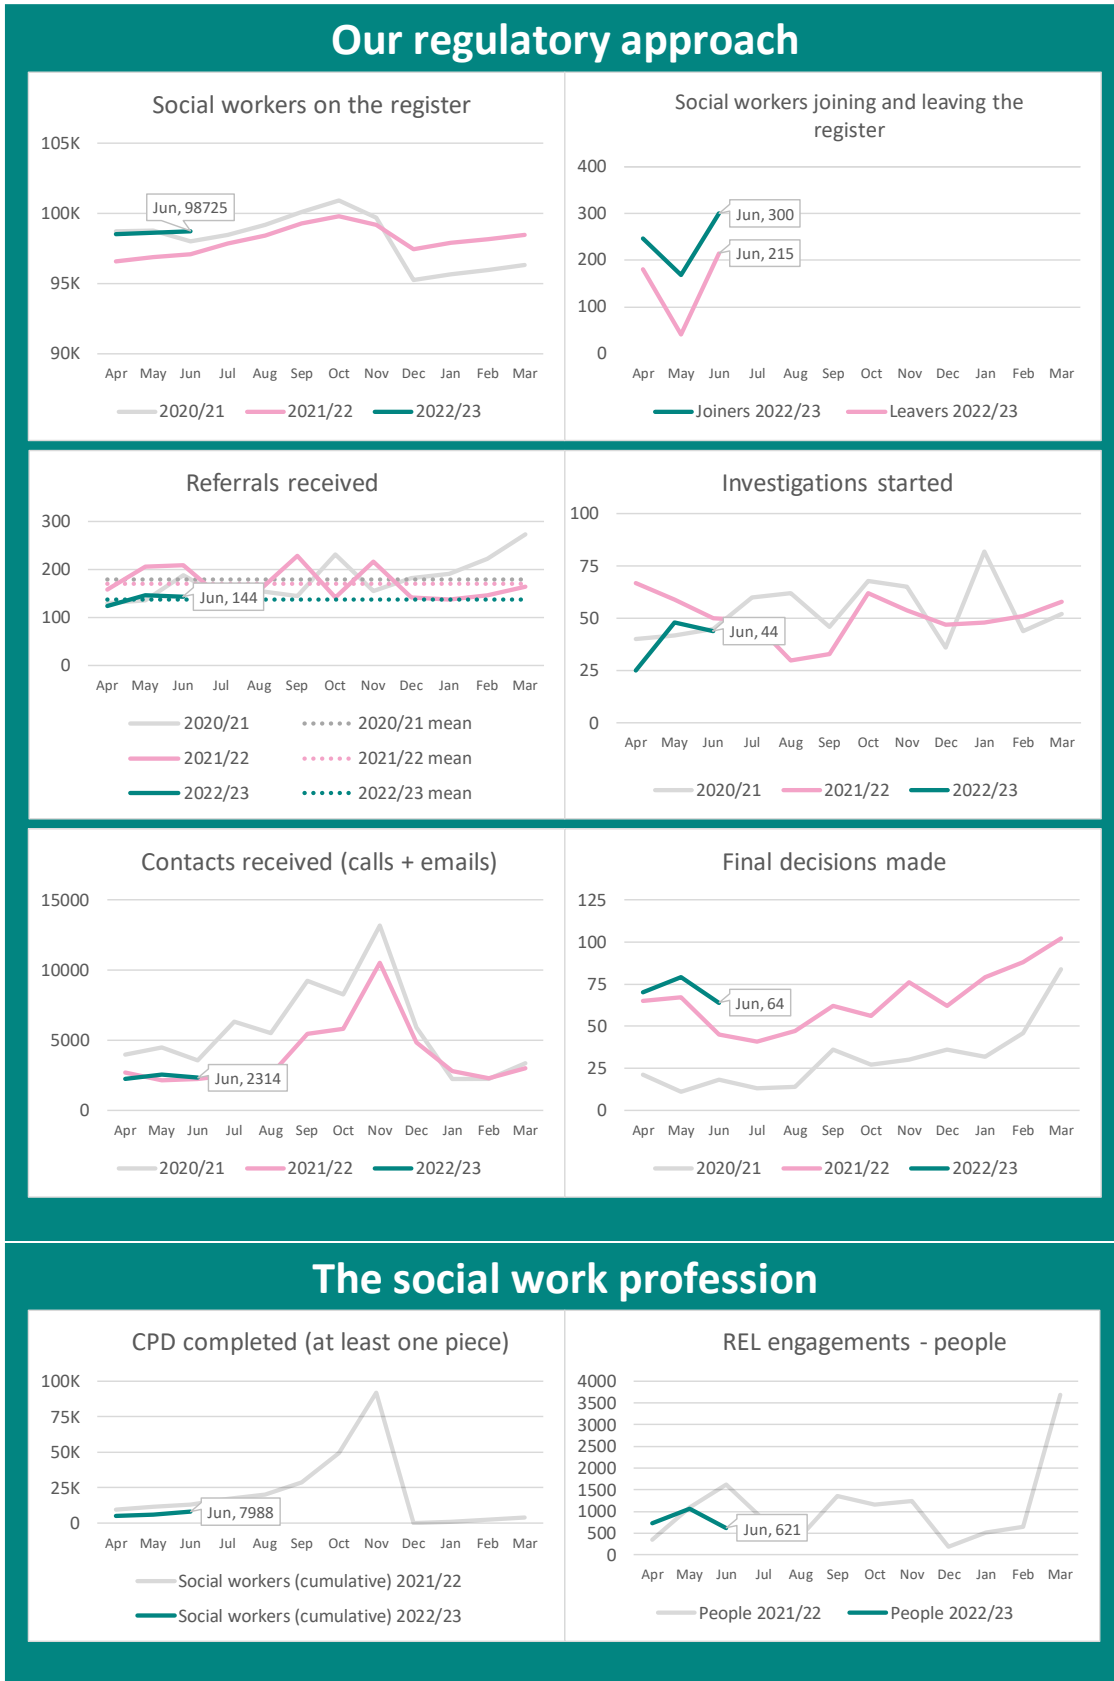 Our regulatory approach
Social workers on the register
105K
100K
95K
90K
Jun, 98725
Apr May Jun Jul Aug Sep Oct Nov Dec Jan Feb Mar
2020/21 2021/22 2022/23
Social workers joining and leaving the
register
400
300
200
100
0
Jun, 300
Jun, 215
Apr May Jun Jul Aug Sep Oct Nov Dec Jan Feb Mar
Joiners 2022/23 Leavers 2022/23
Referrals received
300
200
100
0
Jun, 144
Apr May Jun Jul Aug Sep Oct Nov Dec Jan Feb Mar
2020/21 2020/21 mean
2021/22 2021/22 mean
2022/23 2022/23 mean
Investigations started
100
75
50
25
0
Jun, 44
Apr May Jun Jul Aug Sep Oct Nov Dec Jan Feb Mar
2020/21 2021/22 2022/23
Contacts received (calls + emails)
15000
10000
5000
0
Jun, 2314
Apr May Jun Jul Aug Sep Oct Nov Dec Jan Feb Mar
2020/21 2021/22 2022/23
Final decisions made
125
100
75
50
25
0
Jun, 64
Apr May Jun Jul Aug Sep Oct Nov Dec Jan Feb Mar
2020/21 2021/22 2022/23
The social work profession
CPD completed (at least one piece)
100K
75K
50K
25K
0
Jun, 7988
Apr May Jun Jul Aug Sep Oct Nov Dec Jan Feb Mar
Social workers (cumulative) 2021/22
Social workers (cumulative) 2022/23
REL engagements - people
4000
3500
3000
2500
2000
1500
1000
500
0
Jun, 621
Apr May Jun Jul Aug Sep Oct Nov Dec Jan Feb Mar
People 2021/22 People 2022/23